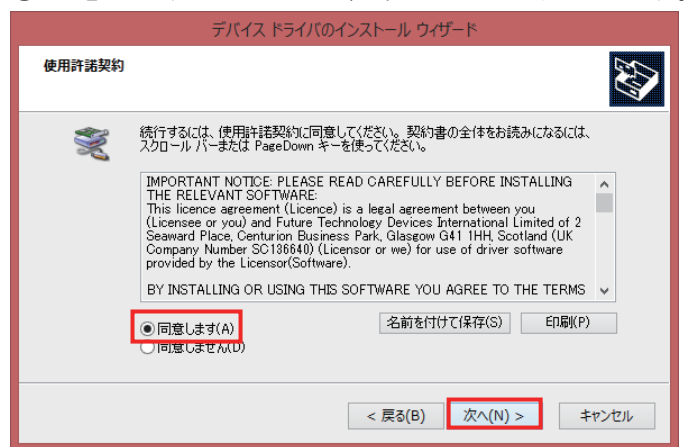 デバイス ドライバのインストール ウィザード
使用許諾契約
続行するには、使用許諾契約に同意してください。契約書の全体をお読みになるには、
スクロール バーまたは PageDown キーを使ってください。
IMPORTANT NOTICE: PLEASE READ CAREFULLY BEFORE INSTALLING
THE RELEVANT SOFTWARE:
This licence agreement (Licence) is a legal agreement between you
(Licensee or you) and Future Technology Devices International Limited of 2
Seaward Place, Centurion Business Park, Glasgow G41 1HH, Scotland (UK
Company Number SC136640) (Licensor or we) for use of driver software
provided by the Licensor(Software).
BY INSTALLING OR USING THIS SOFTWARE YOU AGREE TO THE TERMS
同意します(A)
名前を付けて保存(S)
印刷(P)
同意しません(D)
< 戻る(B)
次へ(N) >
キャンセル